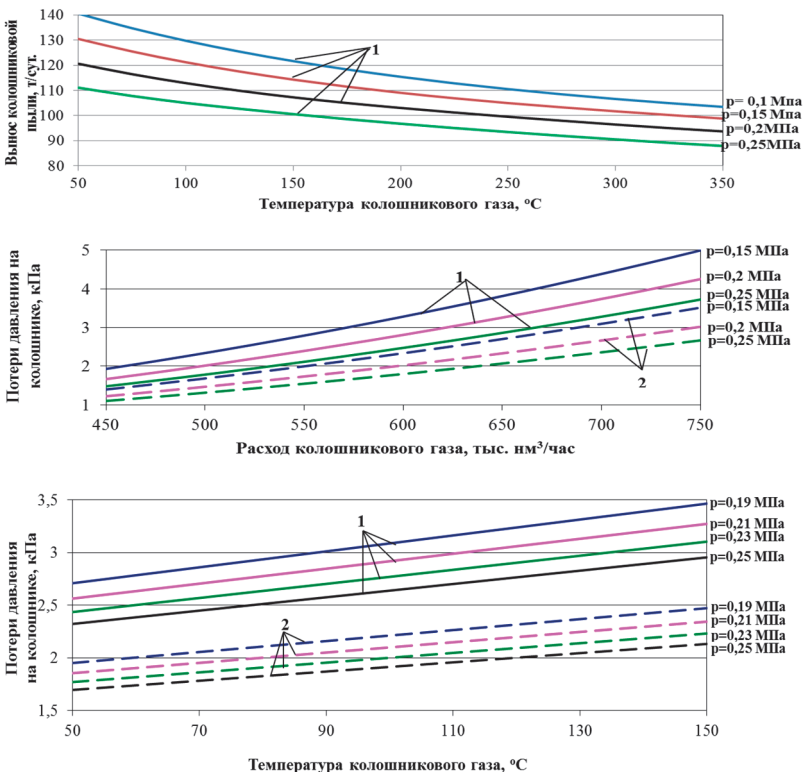 Вынос колошниковой
пыли, т/сут.
140
130
120
110
100
90
80
1
p= 0,1 Мпа
p=0,15 Мпа
p=0,2МПа
p=0,25МПа
50
100
150
200
250
300
350
Температура колошникового газа, ºС
Потери давления на
колошнике, кПа
5
4
3
2
1
1
2
p=0,15 МПа
p=0,2 МПа
p=0,25 МПа
p=0,15 МПа
p=0,2 МПа
p=0,25 МПа
450
500
550
600
650
700
750
Расход колошникового газа, тыс. нм³/час
Потери давления
на колошнике, кПа
3,5
3
2,5
2
1,5
1
2
p=0,19 МПа
p=0,21 МПа
p=0,23 МПа
p=0,25 МПа
p=0,19 МПа
p=0,21 МПа
p=0,23 МПа
p=0,25 МПа
50
70
90
110
130
150
Температура колошникового газа, ºС